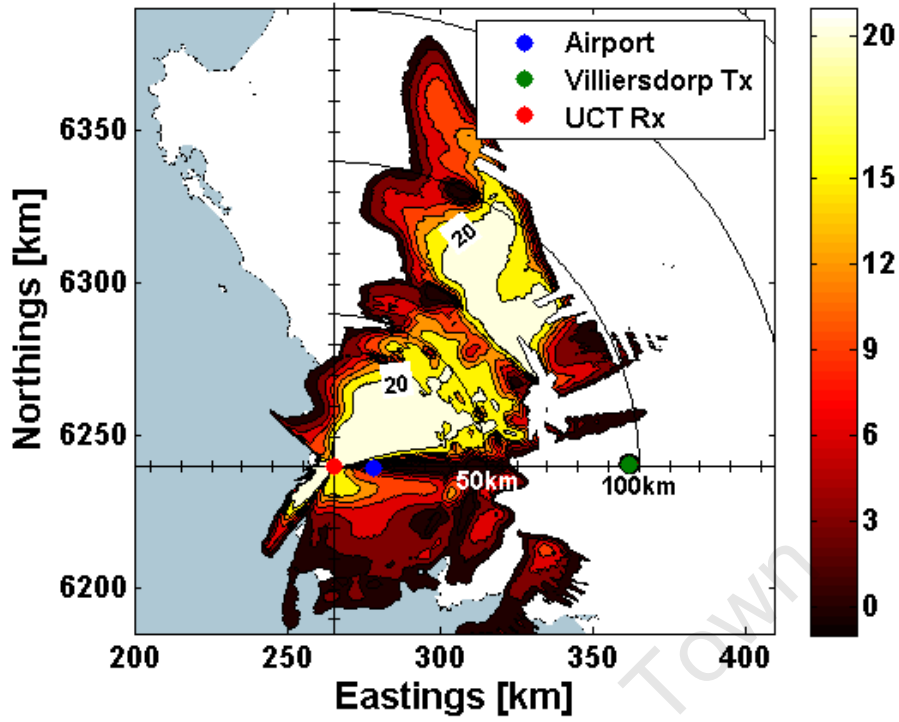 Airport
Villiersdorp Tx
UCT Rx
20
20
50km
100km
6350
6300
6250
6200
Northings [km]
200
250
300
350
400
Eastings [km]
20
15
12
9
6
3
0
Town